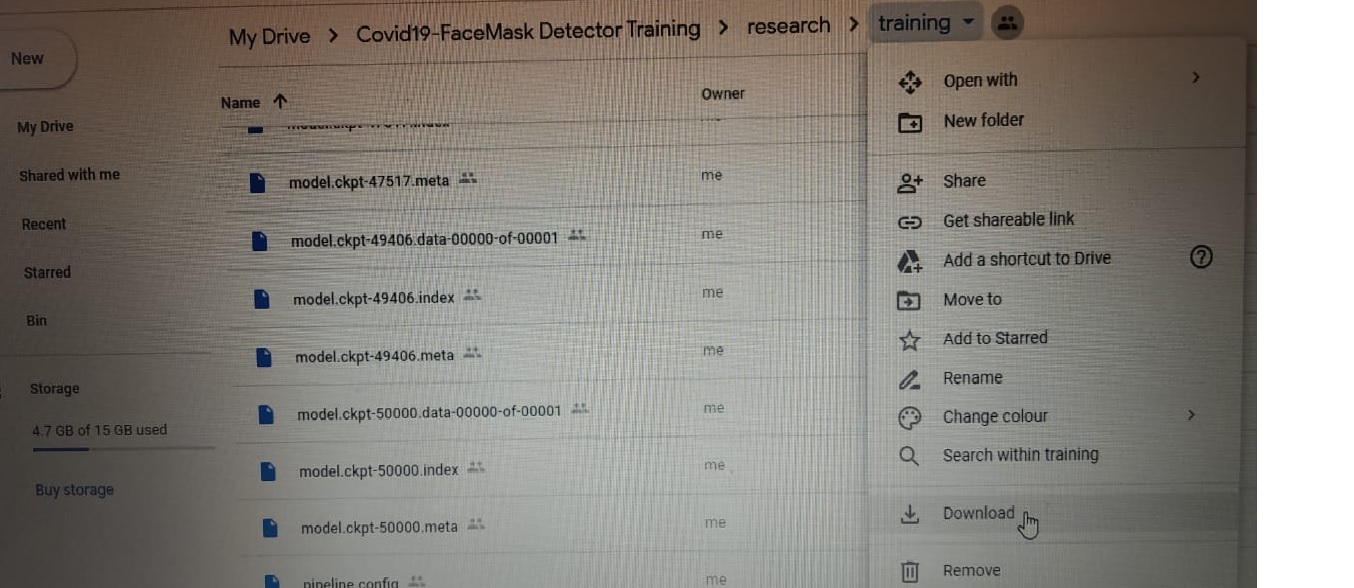 My Drive > Covid19-FaceMask Detector Training > research > training
New
Name
Owner
My Drive
Shared with me
Recent
Starred
Bin
Storage
4.7 GB of 15 GB used
Buy storage
model.ckpt-47517.meta me
model.ckpt-49406.data-00000-of-00001 me
model.ckpt-49406.index me
model.ckpt-49406.meta me
model.ckpt-50000.data-00000-of-00001 me
model.ckpt-50000.index me
model.ckpt-50000.meta me
pipeline.config me
Open with
New folder
Share
Get shareable link
Add a shortcut to Drive
Move to
Add to Starred
Rename
Change colour
Search within training
Download
Remove